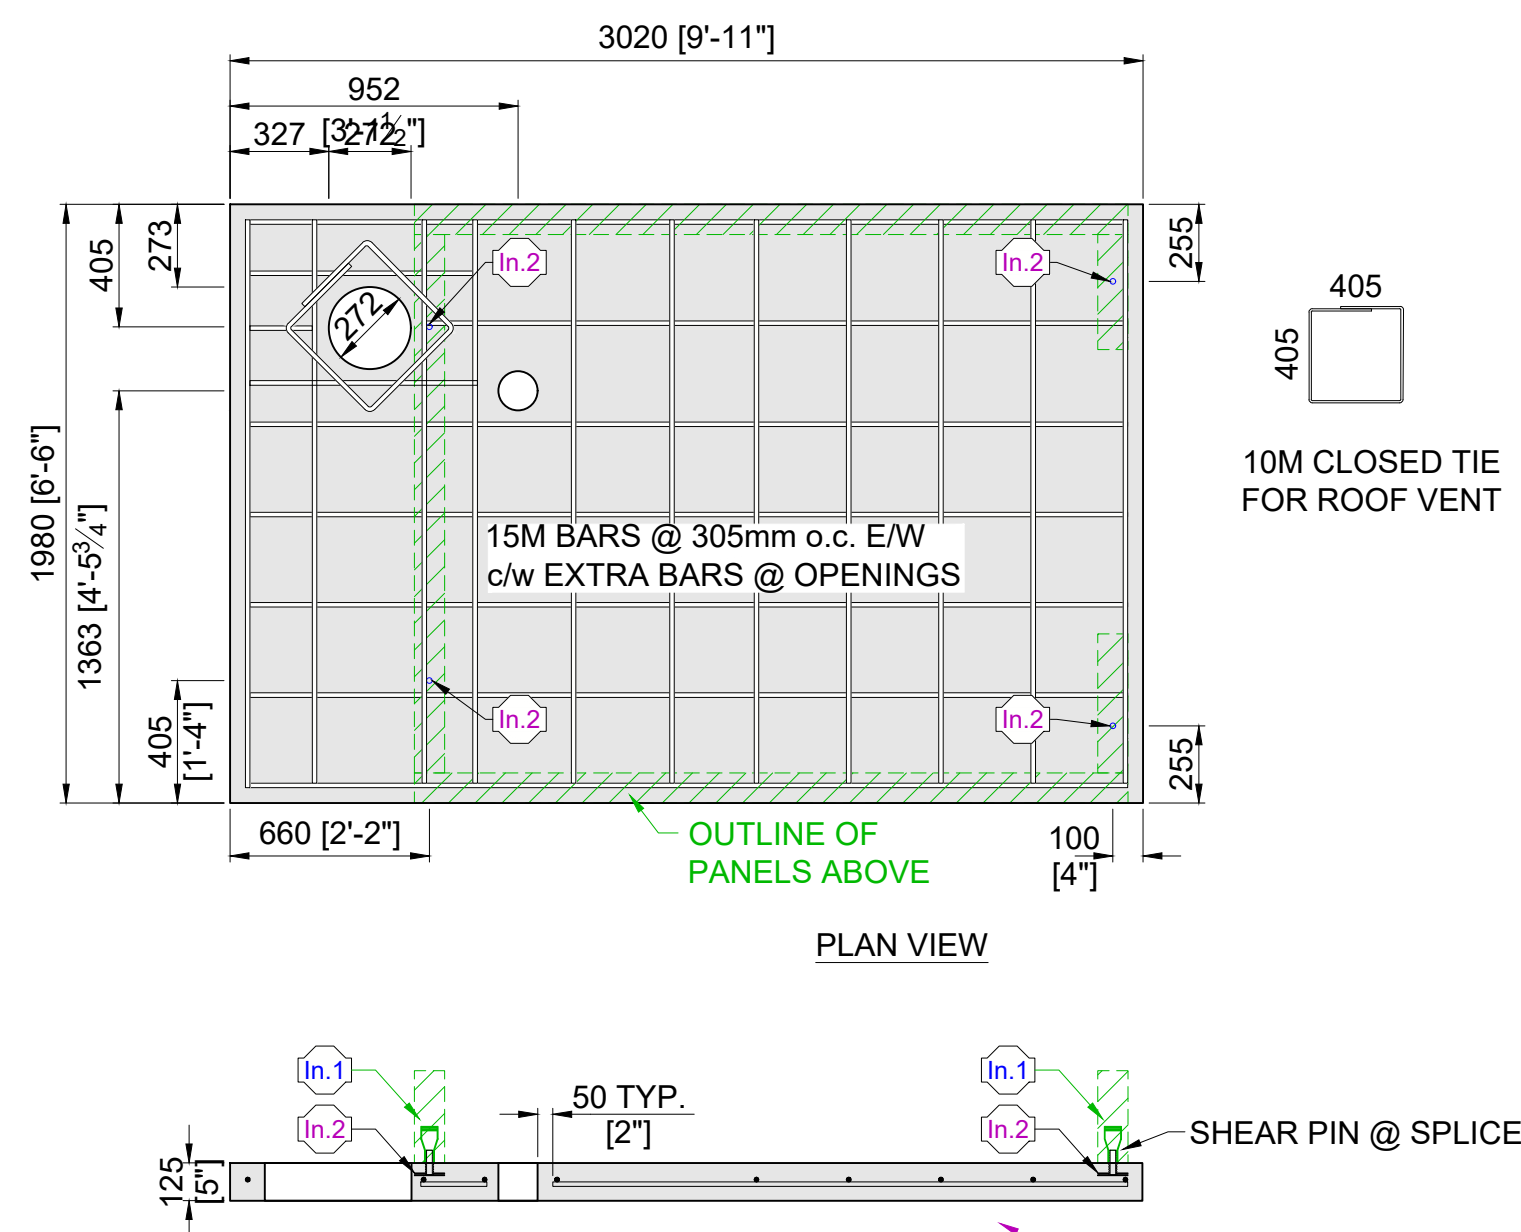 3020 [9'-11"]
952
[3'-1½"]
327
272
273
405
255
In.2
In.2
272
405
405
10M CLOSED TIE
FOR ROOF VENT
1980 [6'-6"]
1363 [4'-5¾"]
15M BARS @ 305mm o.c. E/W
c/w EXTRA BARS @ OPENINGS
405
[1'-4"]
In.2
In.2
255
660 [2'-2"]
OUTLINE OF
PANELS ABOVE
100
[4"]
PLAN VIEW
In.1
In.1
50 TYP.
[2"]
In.2
In.2
SHEAR PIN @ SPLICE
125
[5"]